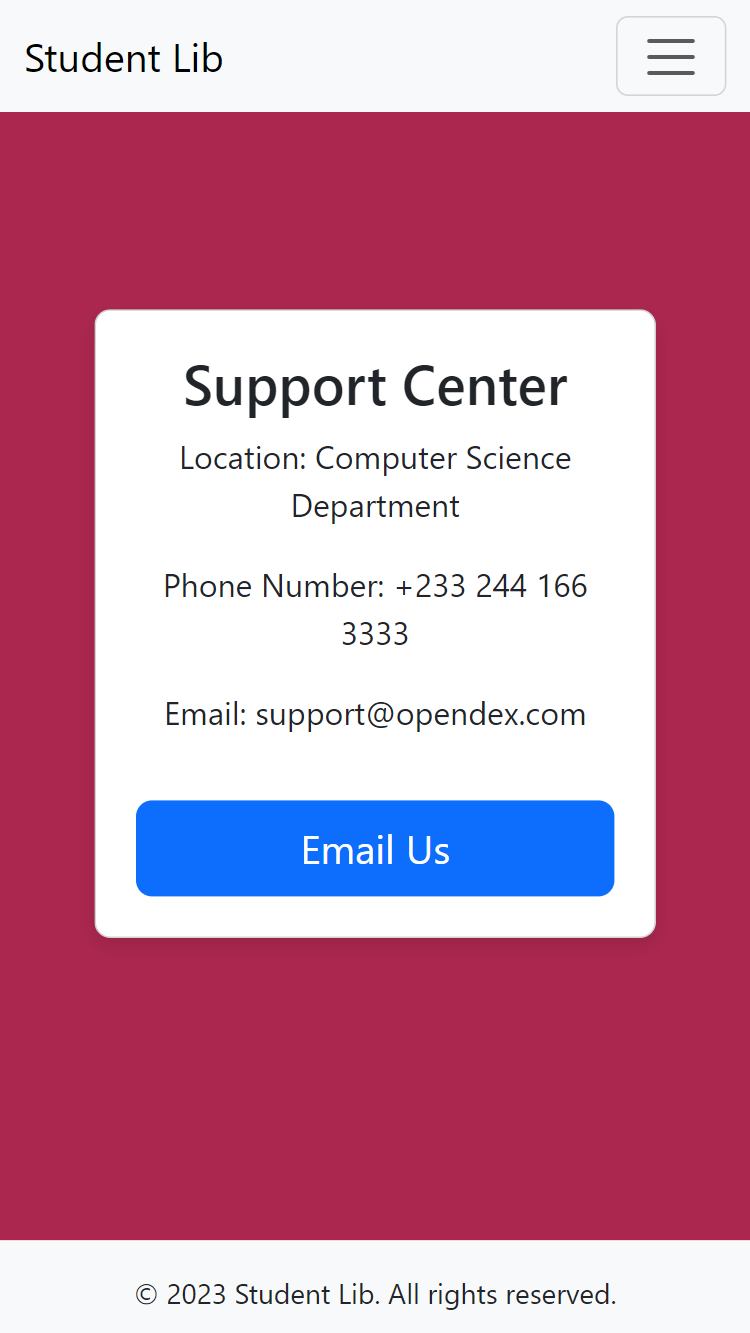 Student Lib
Support Center
Location: Computer Science
Department
Phone Number: +233 244 166
3333
Email: support@opendex.com
Email Us
© 2023 Student Lib. All rights reserved.